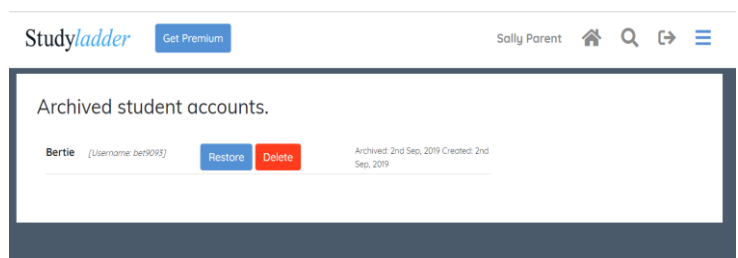 Studyladder Get Premium Sally Parent
Archived student accounts.
Bertie [Username: bet9093] Restore Delete Archived: 2nd Sep, 2019 Created: 2nd
Sep, 2019